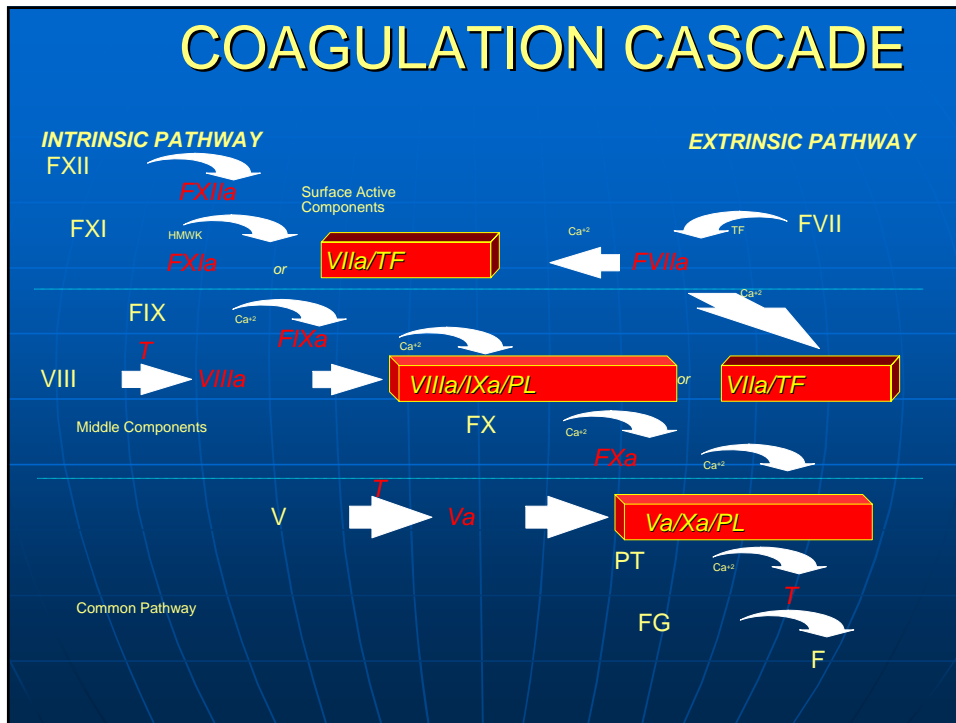 COAGULATION CASCADE
INTRINSIC PATHWAY
EXTRINSIC PATHWAY
FXII
FXIIa
Surface Active
Components
FXI
HMWK
FXIa
or
VIIa/TF
Ca+2
FVIIa
TF
FVII
Ca+2
FIX
Ca+2
FIXa
T
VIII
VIIIa
Ca+2
VIIIa/IXa/PL
or
VIIa/TF
Middle Components
FX
Ca+2
FXa
Ca+2
T
V
Va
Va/Xa/PL
PT
Ca+2
T
Common Pathway
FG
F